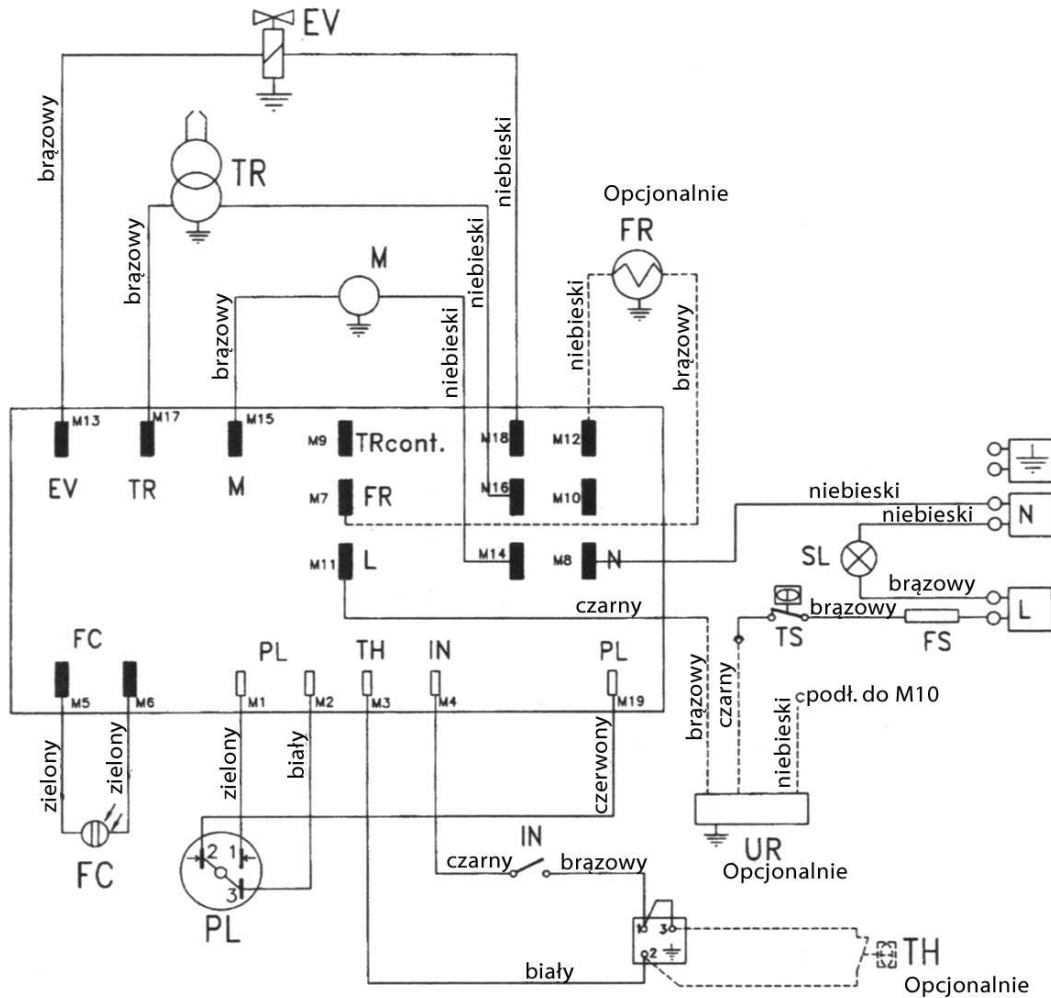 EV
brązowy
TR
brązowy
niebieski
niebieski
Opcjonalnie
FR
M
brązowy
niebieski
niebieski
brązowy
M13
M17
M15
M9
TRcont.
M18
M12
EV
TR
M
M7
FR
M16
M10
niebieski
N
niebieski
M11
L
M14
M8
N
SL
brązowy
czarny
brązowy
L
TS
FS
FC
PL
TH
IN
PL
M5
M6
M1
M2
M3
M4
M19
brązowy
czarny
niebieski
podł. do M10
zielony
zielony
zielony
biały
czerwony
UR
Opcjonalnie
FC
2
1
3
PL
IN
czarny
brązowy
1
3
2
TH
Opcjonalnie
biały